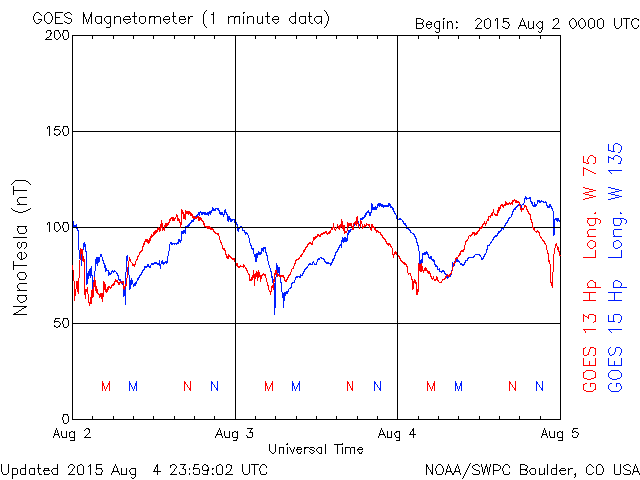 GOES Magnetometer (1 minute data)
Begin: 2015 Aug 2 0000 UTC
200
150
100
50
0
NanoTesla (nT)
M M N N M M N N M M N N
Aug 2 Aug 3 Aug 4 Aug 5
Universal Time
GOES 13 Hp Long. W 75
GOES 15 Hp Long. W 135
Updated 2015 Aug 4 23:59:02 UTC
NOAA/SWPC Boulder, CO USA